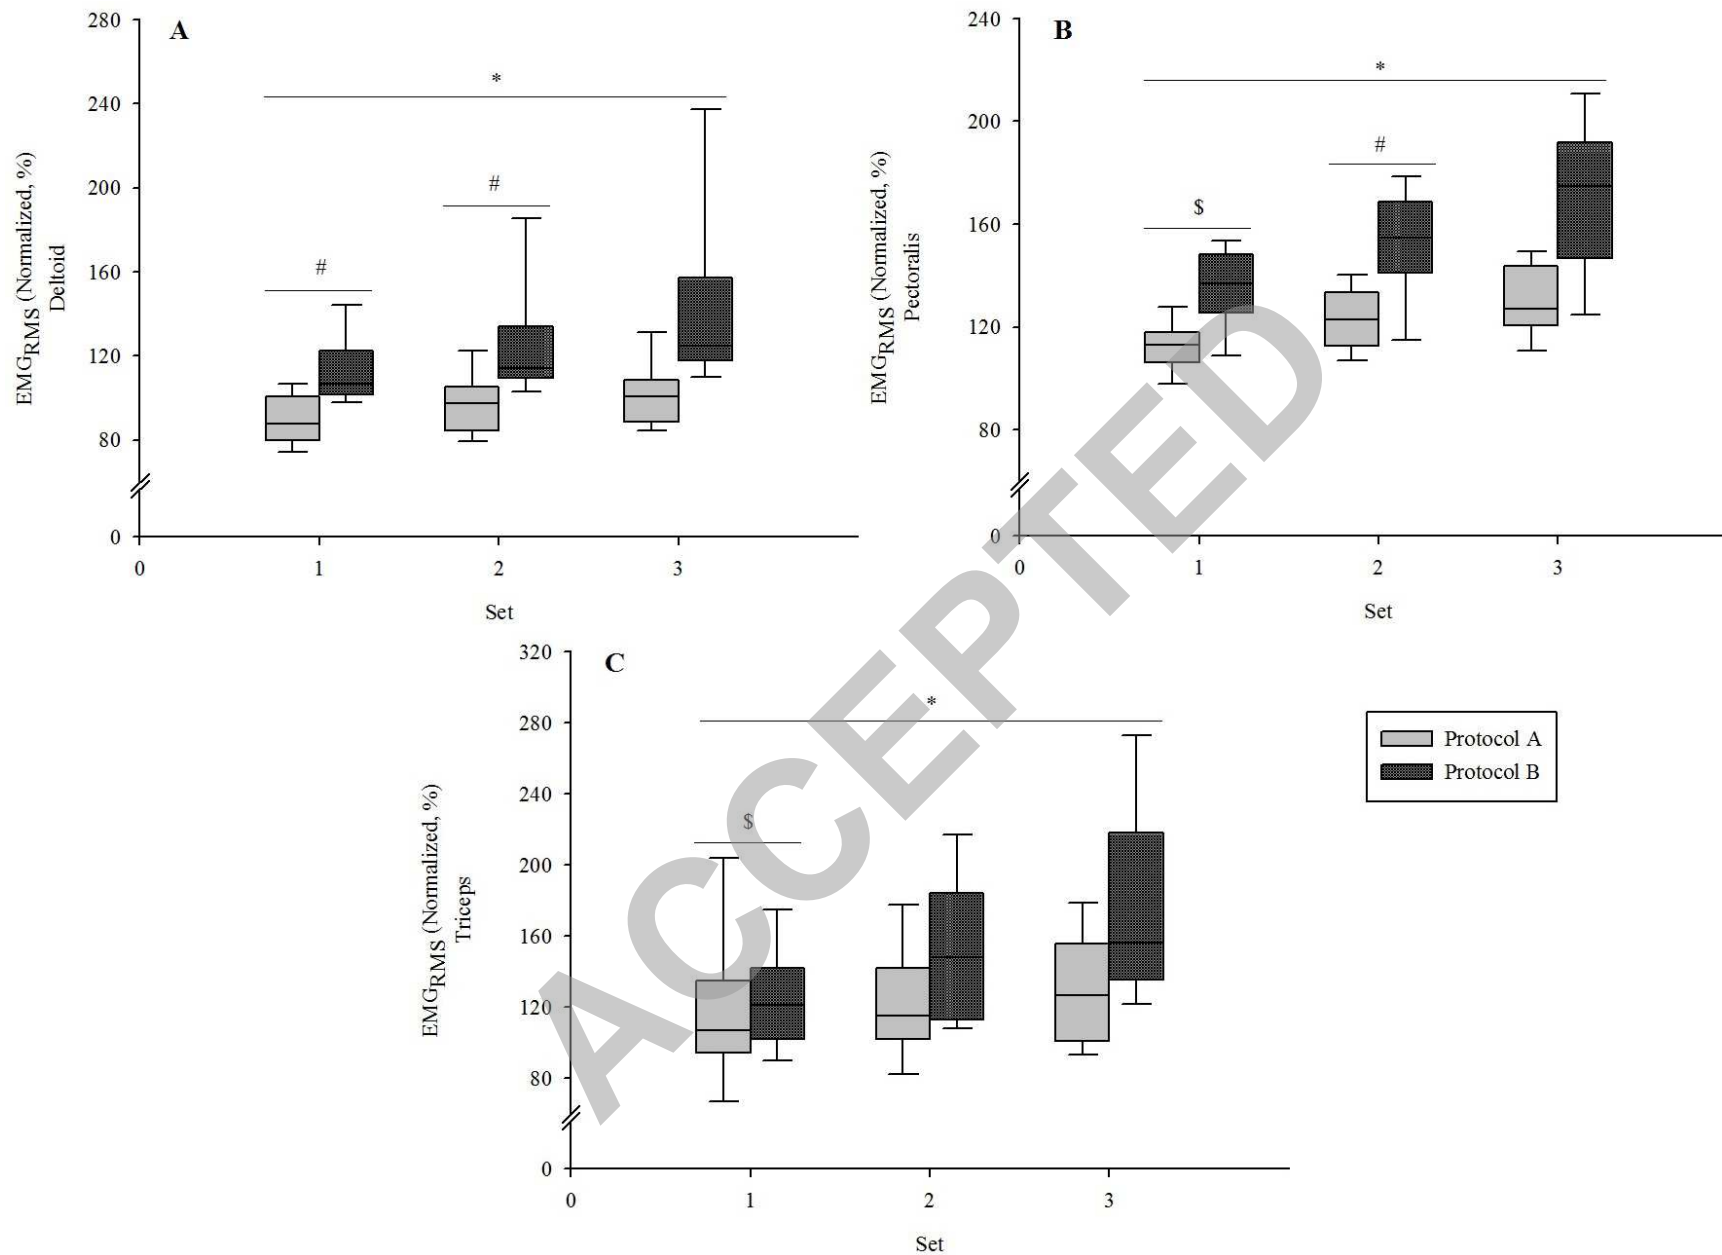 A
EMGRMS (Normalized, %)
Deltoid
280
240
200
160
120
80
0
*
#
#
0 1 2 3
Set
B
EMGRMS (Normalized, %)
Pectoralis
240
200
160
120
80
0
*
#
$
0 1 2 3
Set
C
EMGRMS (Normalized, %)
Triceps
320
280
240
200
160
120
80
0
*
$
0 1 2 3
Set
Protocol A
Protocol B
ACCEPTED